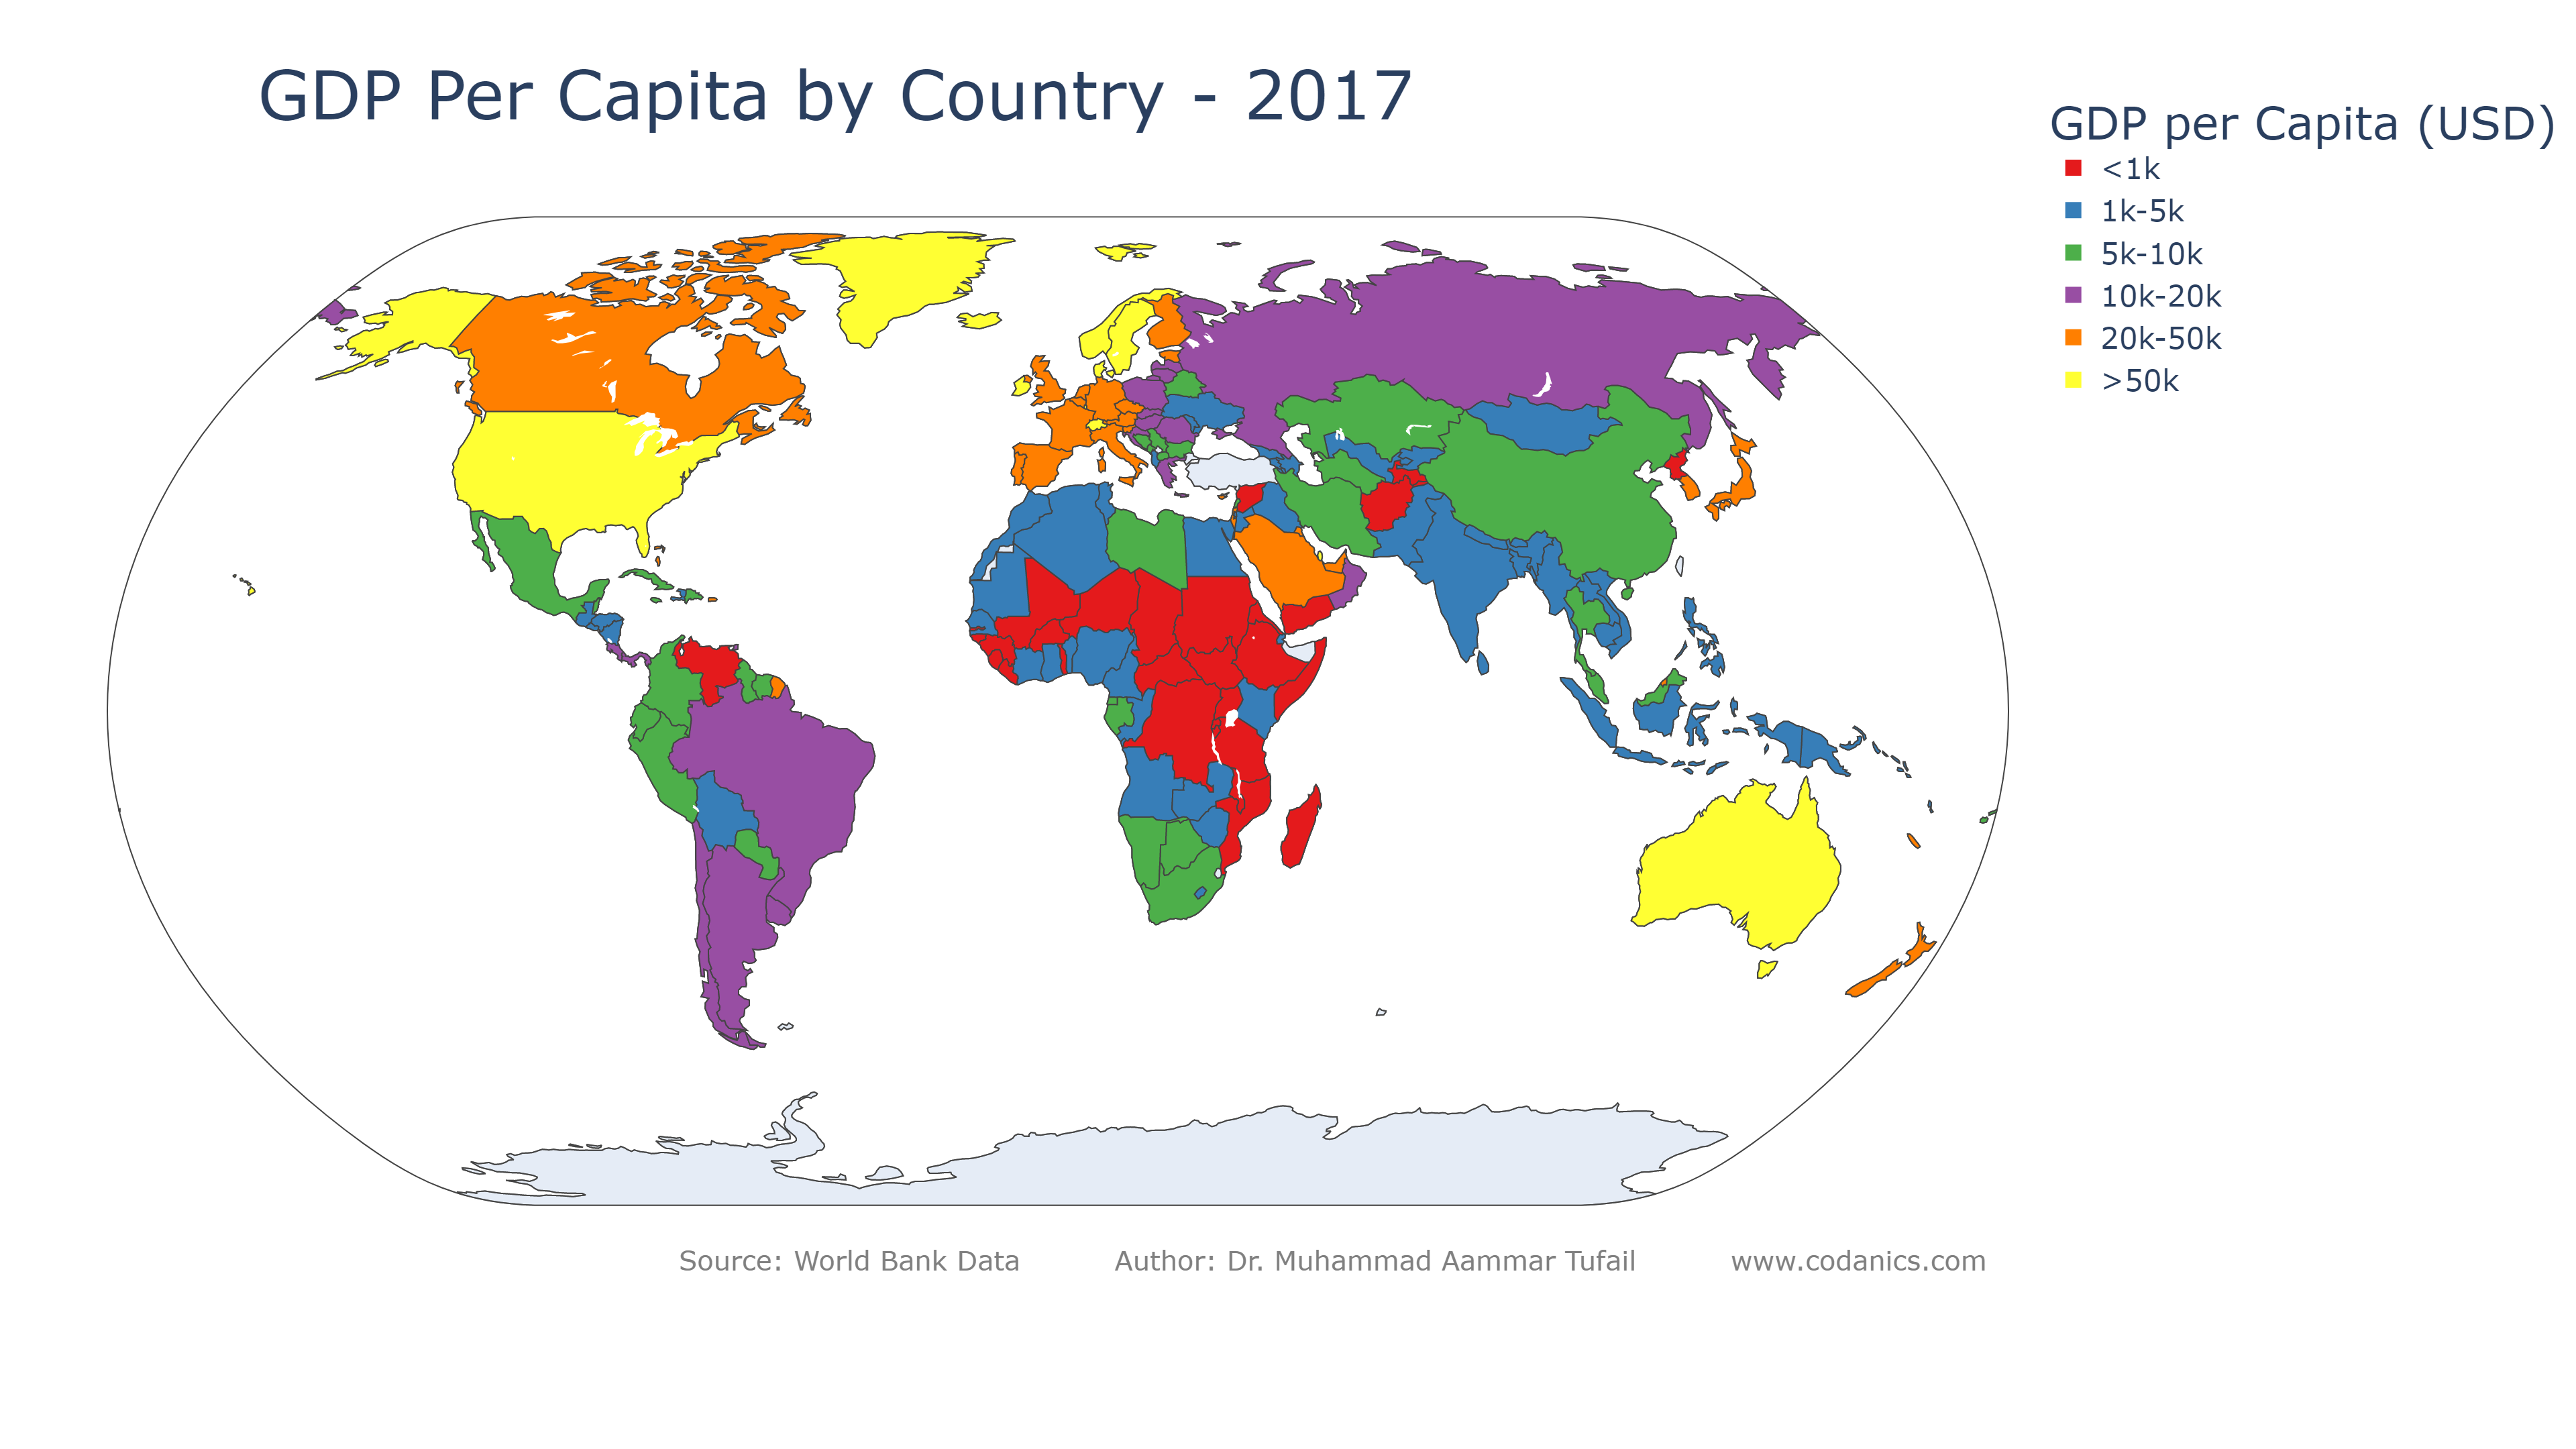 GDP Per Capita by Country - 2017
GDP per Capita (USD)
<1k
1k-5k
5k-10k
10k-20k
20k-50k
>50k
Source: World Bank Data Author: Dr. Muhammad Aammar Tufail www.codanics.com